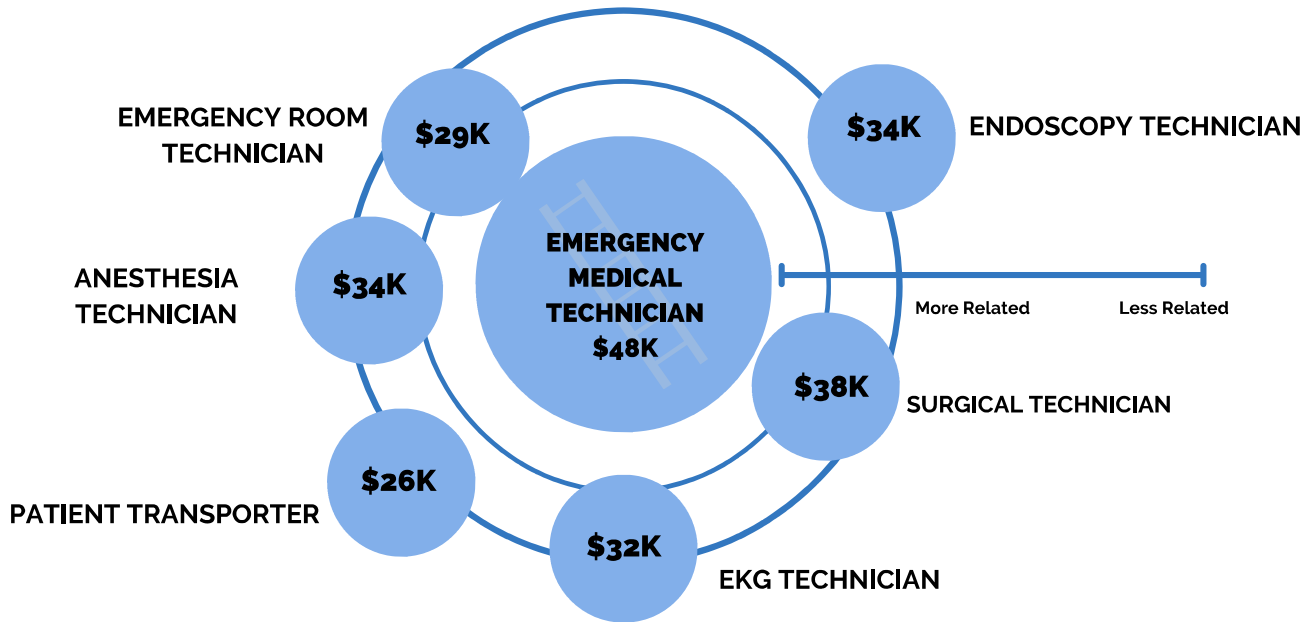 EMERGENCY ROOM
TECHNICIAN
$29K
$34K
ENDOSCOPY TECHNICIAN
ANESTHESIA
TECHNICIAN
$34K
EMERGENCY
MEDICAL
TECHNICIAN
$48K
More Related
Less Related
$38K
SURGICAL TECHNICIAN
PATIENT TRANSPORTER
$26K
$32K
EKG TECHNICIAN